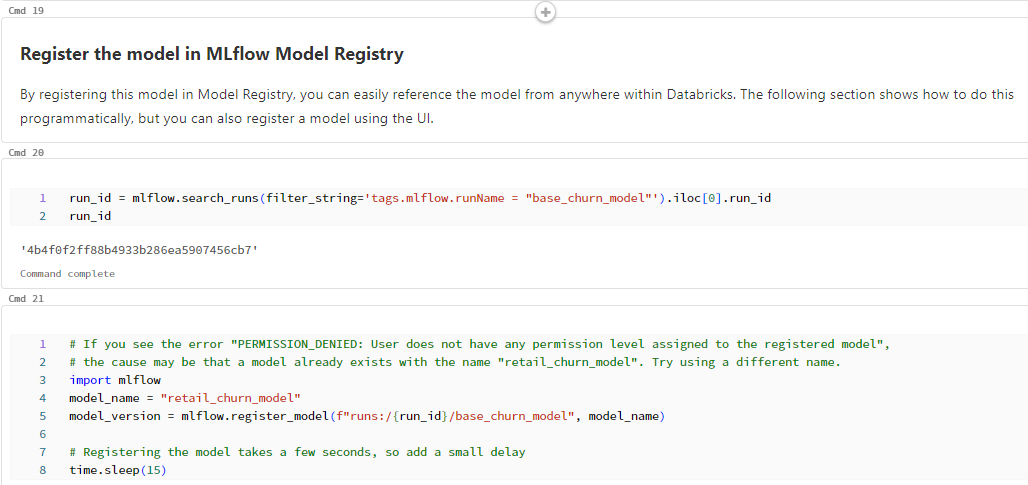 Cmd 19
Register the model in MLflow Model Registry
By registering this model in Model Registry, you can easily reference the model from anywhere within Databricks. The following section shows how to do this
programmatically, but you can also register a model using the UI.
Cmd 20
1 run_id = mlflow.search_runs(filter_string='tags.mlflow.runName = "base_churn_model"').iloc[0].run_id
2 run_id
'4b4f0f2ff88b4933b286ea5907456cb7'
Command complete
Cmd 21
1 # If you see the error "PERMISSION_DENIED: User does not have any permission level assigned to the registered model",
2 # the cause may be that a model already exists with the name "retail_churn_model". Try using a different name.
3 import mlflow
4 model_name = "retail_churn_model"
5 model_version = mlflow.register_model(f"runs:/{run_id}/base_churn_model", model_name)
6
7 # Registering the model takes a few seconds, so add a small delay
8 time.sleep(15)